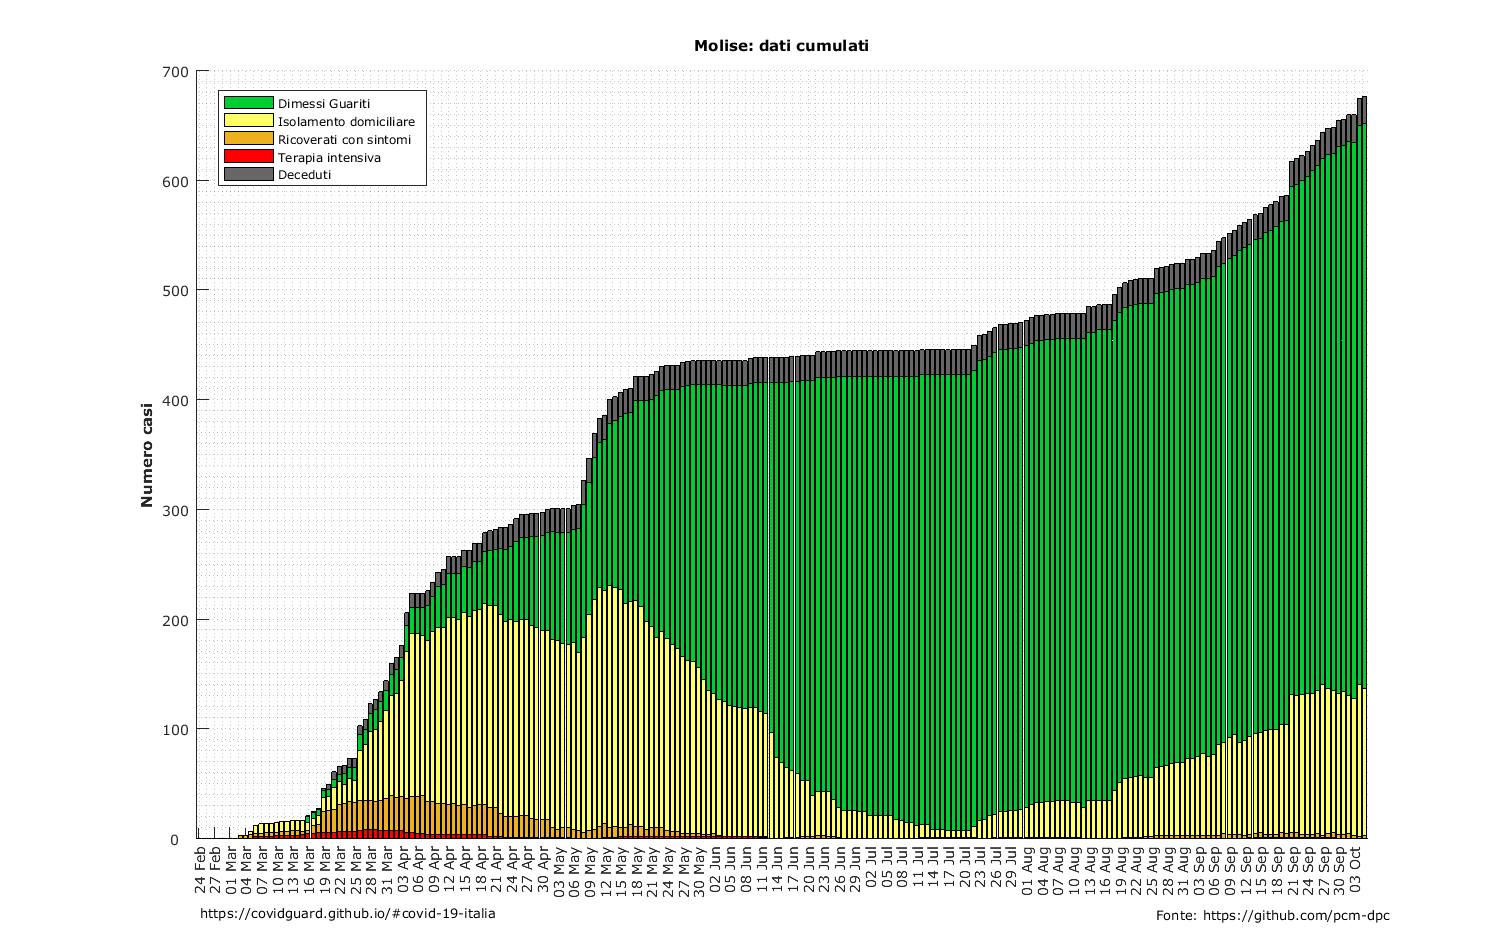 Molise: dati cumulati
700
600
500
400
300
200
100
0
Numero casi
Dimessi Guariti
Isolamento domiciliare
Ricoverati con sintomi
Terapia intensiva
Deceduti
24 Feb
27 Feb
01 Mar
04 Mar
07 Mar
10 Mar
13 Mar
16 Mar
19 Mar
22 Mar
25 Mar
28 Mar
31 Mar
03 Apr
06 Apr
09 Apr
12 Apr
15 Apr
18 Apr
21 Apr
24 Apr
27 Apr
30 Apr
03 May
06 May
09 May
12 May
15 May
18 May
21 May
24 May
27 May
30 May
02 Jun
05 Jun
08 Jun
11 Jun
14 Jun
17 Jun
20 Jun
23 Jun
26 Jun
29 Jun
02 Jul
05 Jul
08 Jul
11 Jul
14 Jul
17 Jul
20 Jul
23 Jul
26 Jul
29 Jul
01 Aug
04 Aug
07 Aug
10 Aug
13 Aug
16 Aug
19 Aug
22 Aug
25 Aug
28 Aug
31 Aug
03 Sep
06 Sep
09 Sep
12 Sep
15 Sep
18 Sep
21 Sep
24 Sep
27 Sep
30 Sep
03 Oct
https://covidguard.github.io/#covid-19-italia
Fonte: https://github.com/pcm-dpc